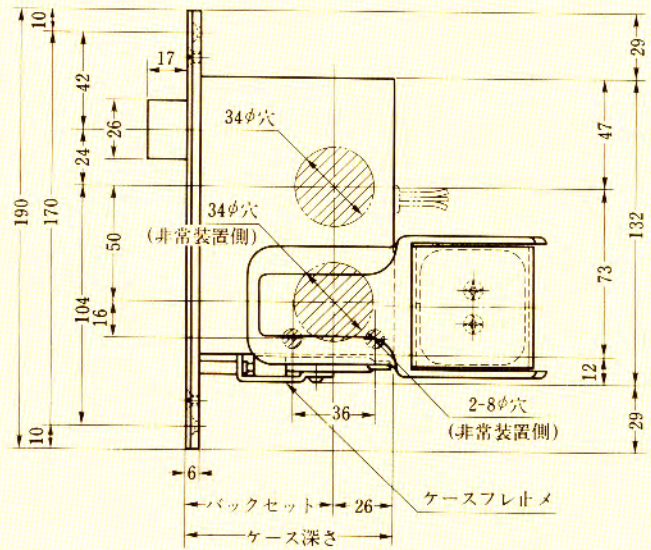 10
29
17
42
34φ穴
47
26
24
34φ穴
(非常装置側)
190
170
132
50
73
104
16
12
36
2-8φ穴
(非常装置側)
10
29
6
バックセット
26
ケースフレ止メ
ケース深さ